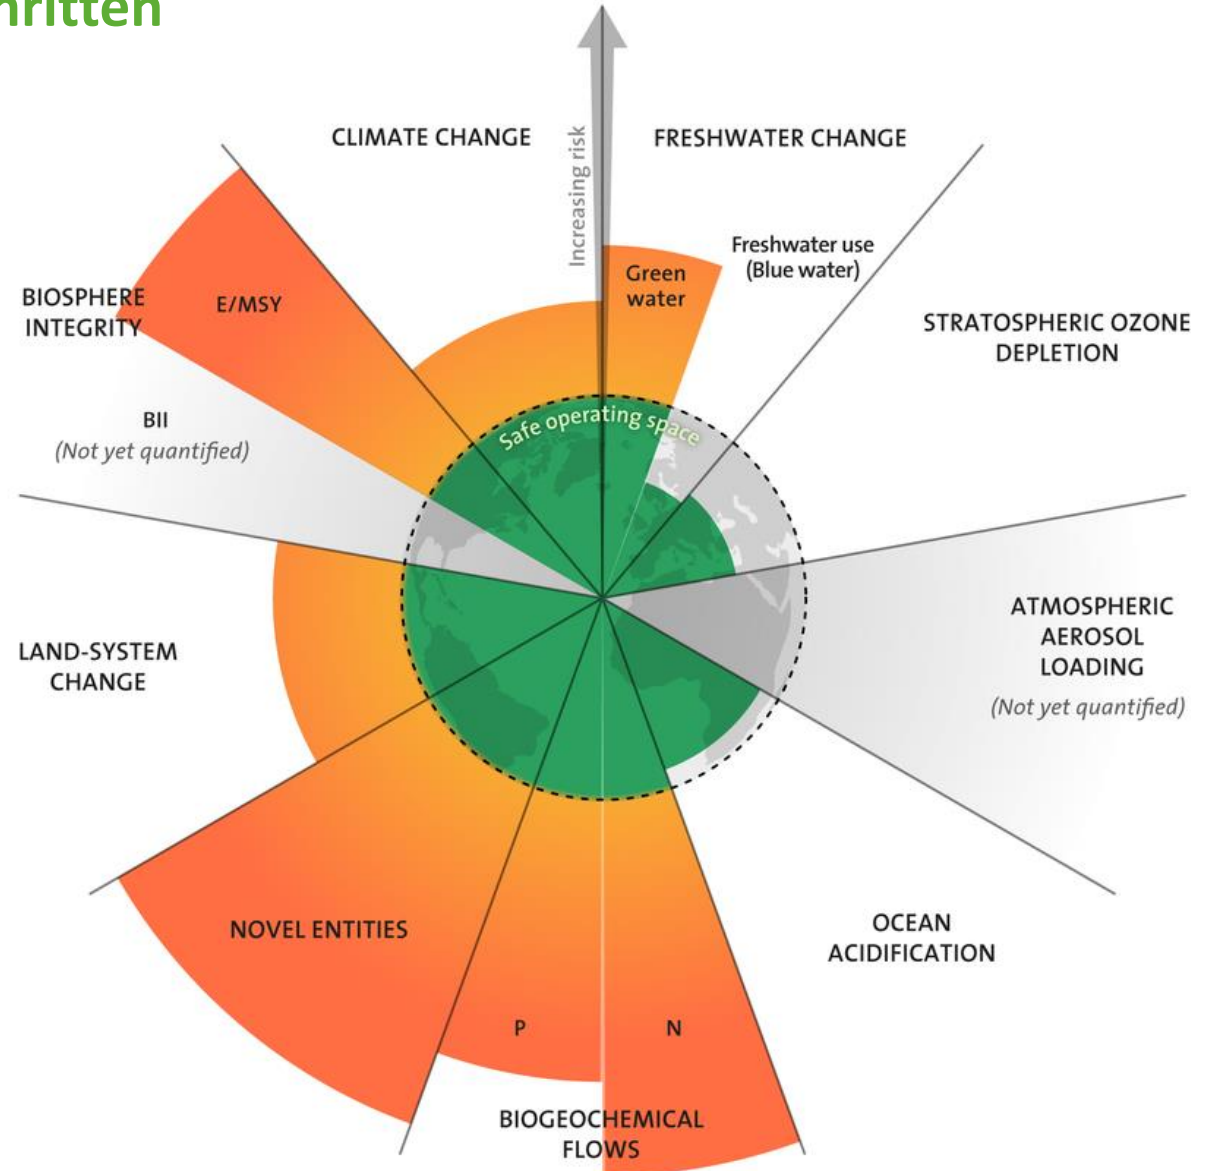 hritten
CLIMATE CHANGE
Increasing risk
FRESHWATER CHANGE
Green
water
Freshwater use
(Blue water)
STRATOSPHERIC OZONE
DEPLETION
BIOSPHERE
INTEGRITY
E/MSY
BII
(Not yet quantified)
Safe operating space
ATMOSPHERIC
AEROSOL
LOADING
(Not yet quantified)
LAND-SYSTEM
CHANGE
NOVEL ENTITIES
OCEAN
ACIDIFICATION
P
N
BIOGEOCHEMICAL
FLOWS